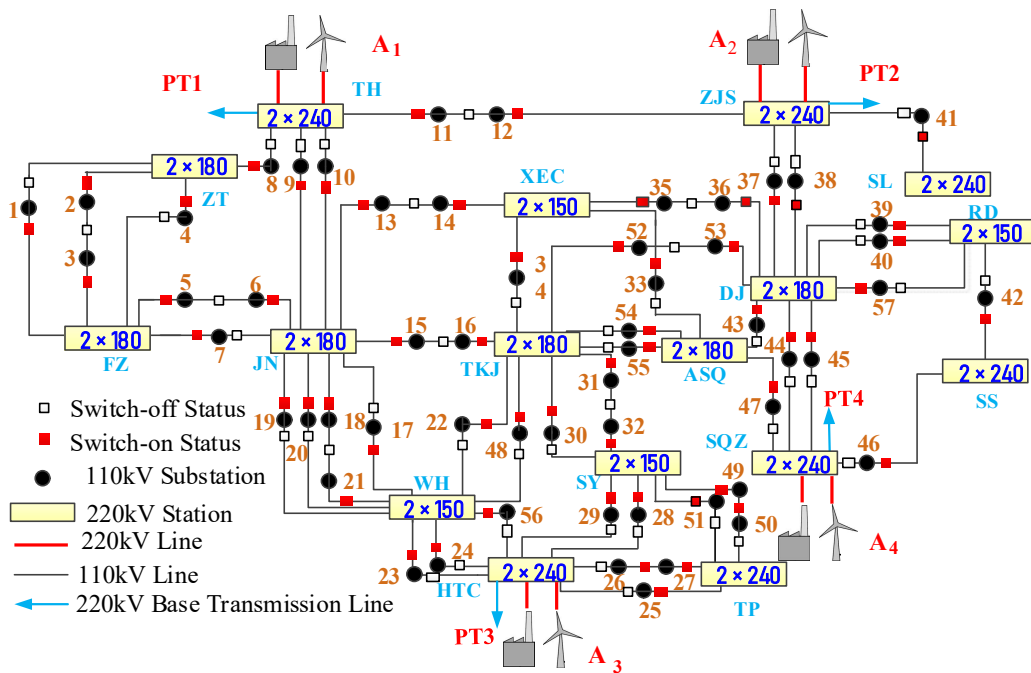 A₁
A₂
PT1
TH
ZJS
PT2
2 × 240
2 × 240
11
12
41
2 × 180
8
9
10
XEC
35
36
37
38
SL
2 × 240
1
2
ZT
2 × 150
39
RD
4
13
14
52
53
2 × 150
3
3
4
33
40
5
6
54
DJ
2 × 180
57
42
43
2 × 180
7
2 × 180
15
16
2 × 180
2 × 180
44
45
FZ
JN
TKJ
55
ASQ
2 × 240
SS
31
PT4
Switch-off Status
19
18
17
22
47
Switch-on Status
20
48
30
32
SQZ
46
110kV Substation
21
WH
2 × 150
49
2 × 240
220kV Station
2 × 150
56
SY
29
28
51
50
220kV Line
24
A₄
110kV Line
23
HTC
2 × 240
26
27
2 × 240
220kV Base Transmission Line
25
TP
PT3
A ₃